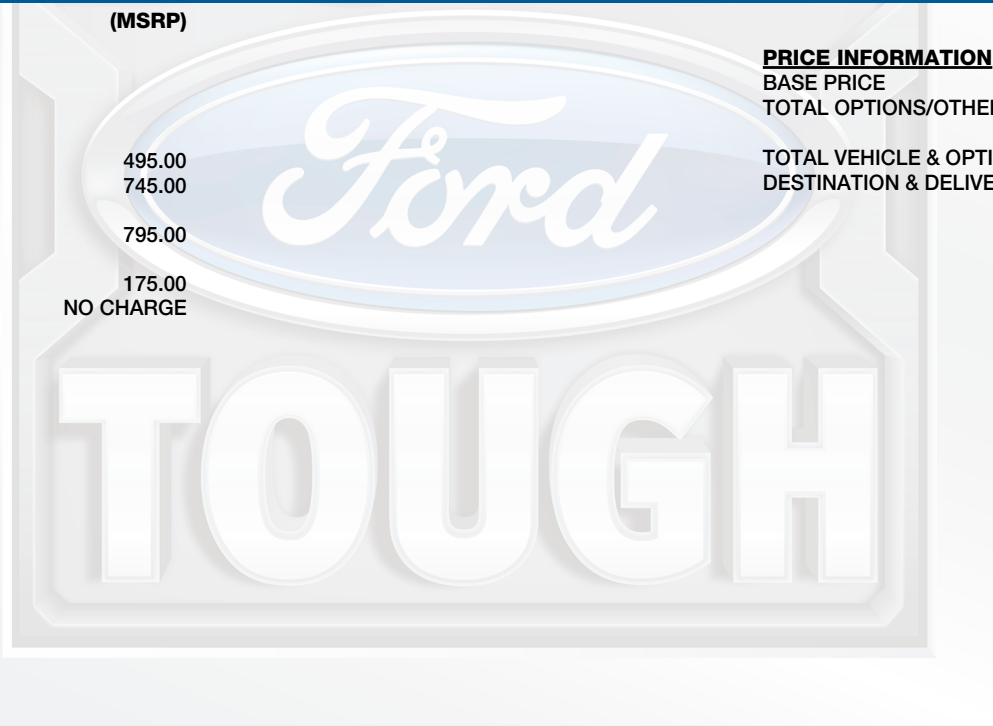 (MSRP)
495.00
745.00
795.00
175.00
NO CHARGE
PRICE INFORMATION
BASE PRICE
TOTAL OPTIONS/OTHER
TOTAL VEHICLE & OPTI
DESTINATION & DELIVE
Ford
TOUGH